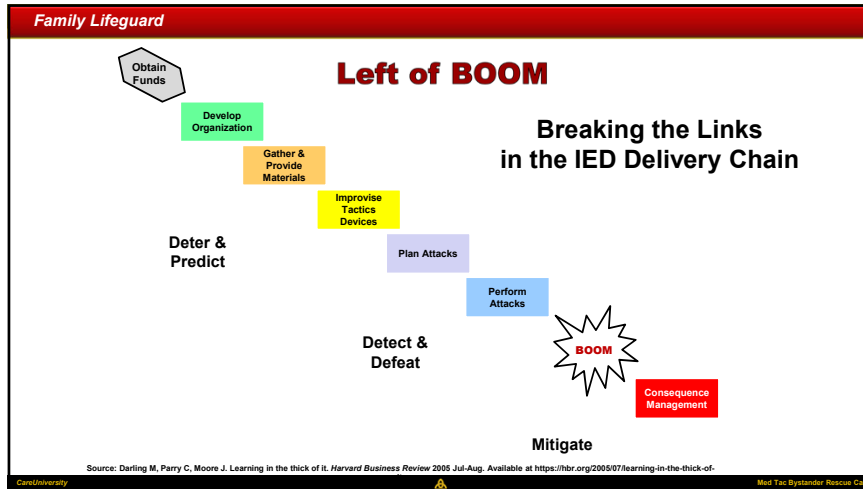 Family Lifeguard
Obtain
Funds
Left of BOOM
Develop
Organization
Breaking the Links
in the IED Delivery Chain
Gather &
Provide
Materials
Improvise
Tactics
Devices
Deter &
Predict
Plan Attacks
Perform
Attacks
Detect &
Defeat
BOOM
Consequence
Management
Mitigate
Source: Darling M, Parry C, Moore J. Learning in the thick of it. Harvard Business Review 2005 Jul-Aug. Available at https://hbr.org/2005/07/learning-in-the-thick-of-
CareUniversity
Med Tac Bystander Rescue Ca